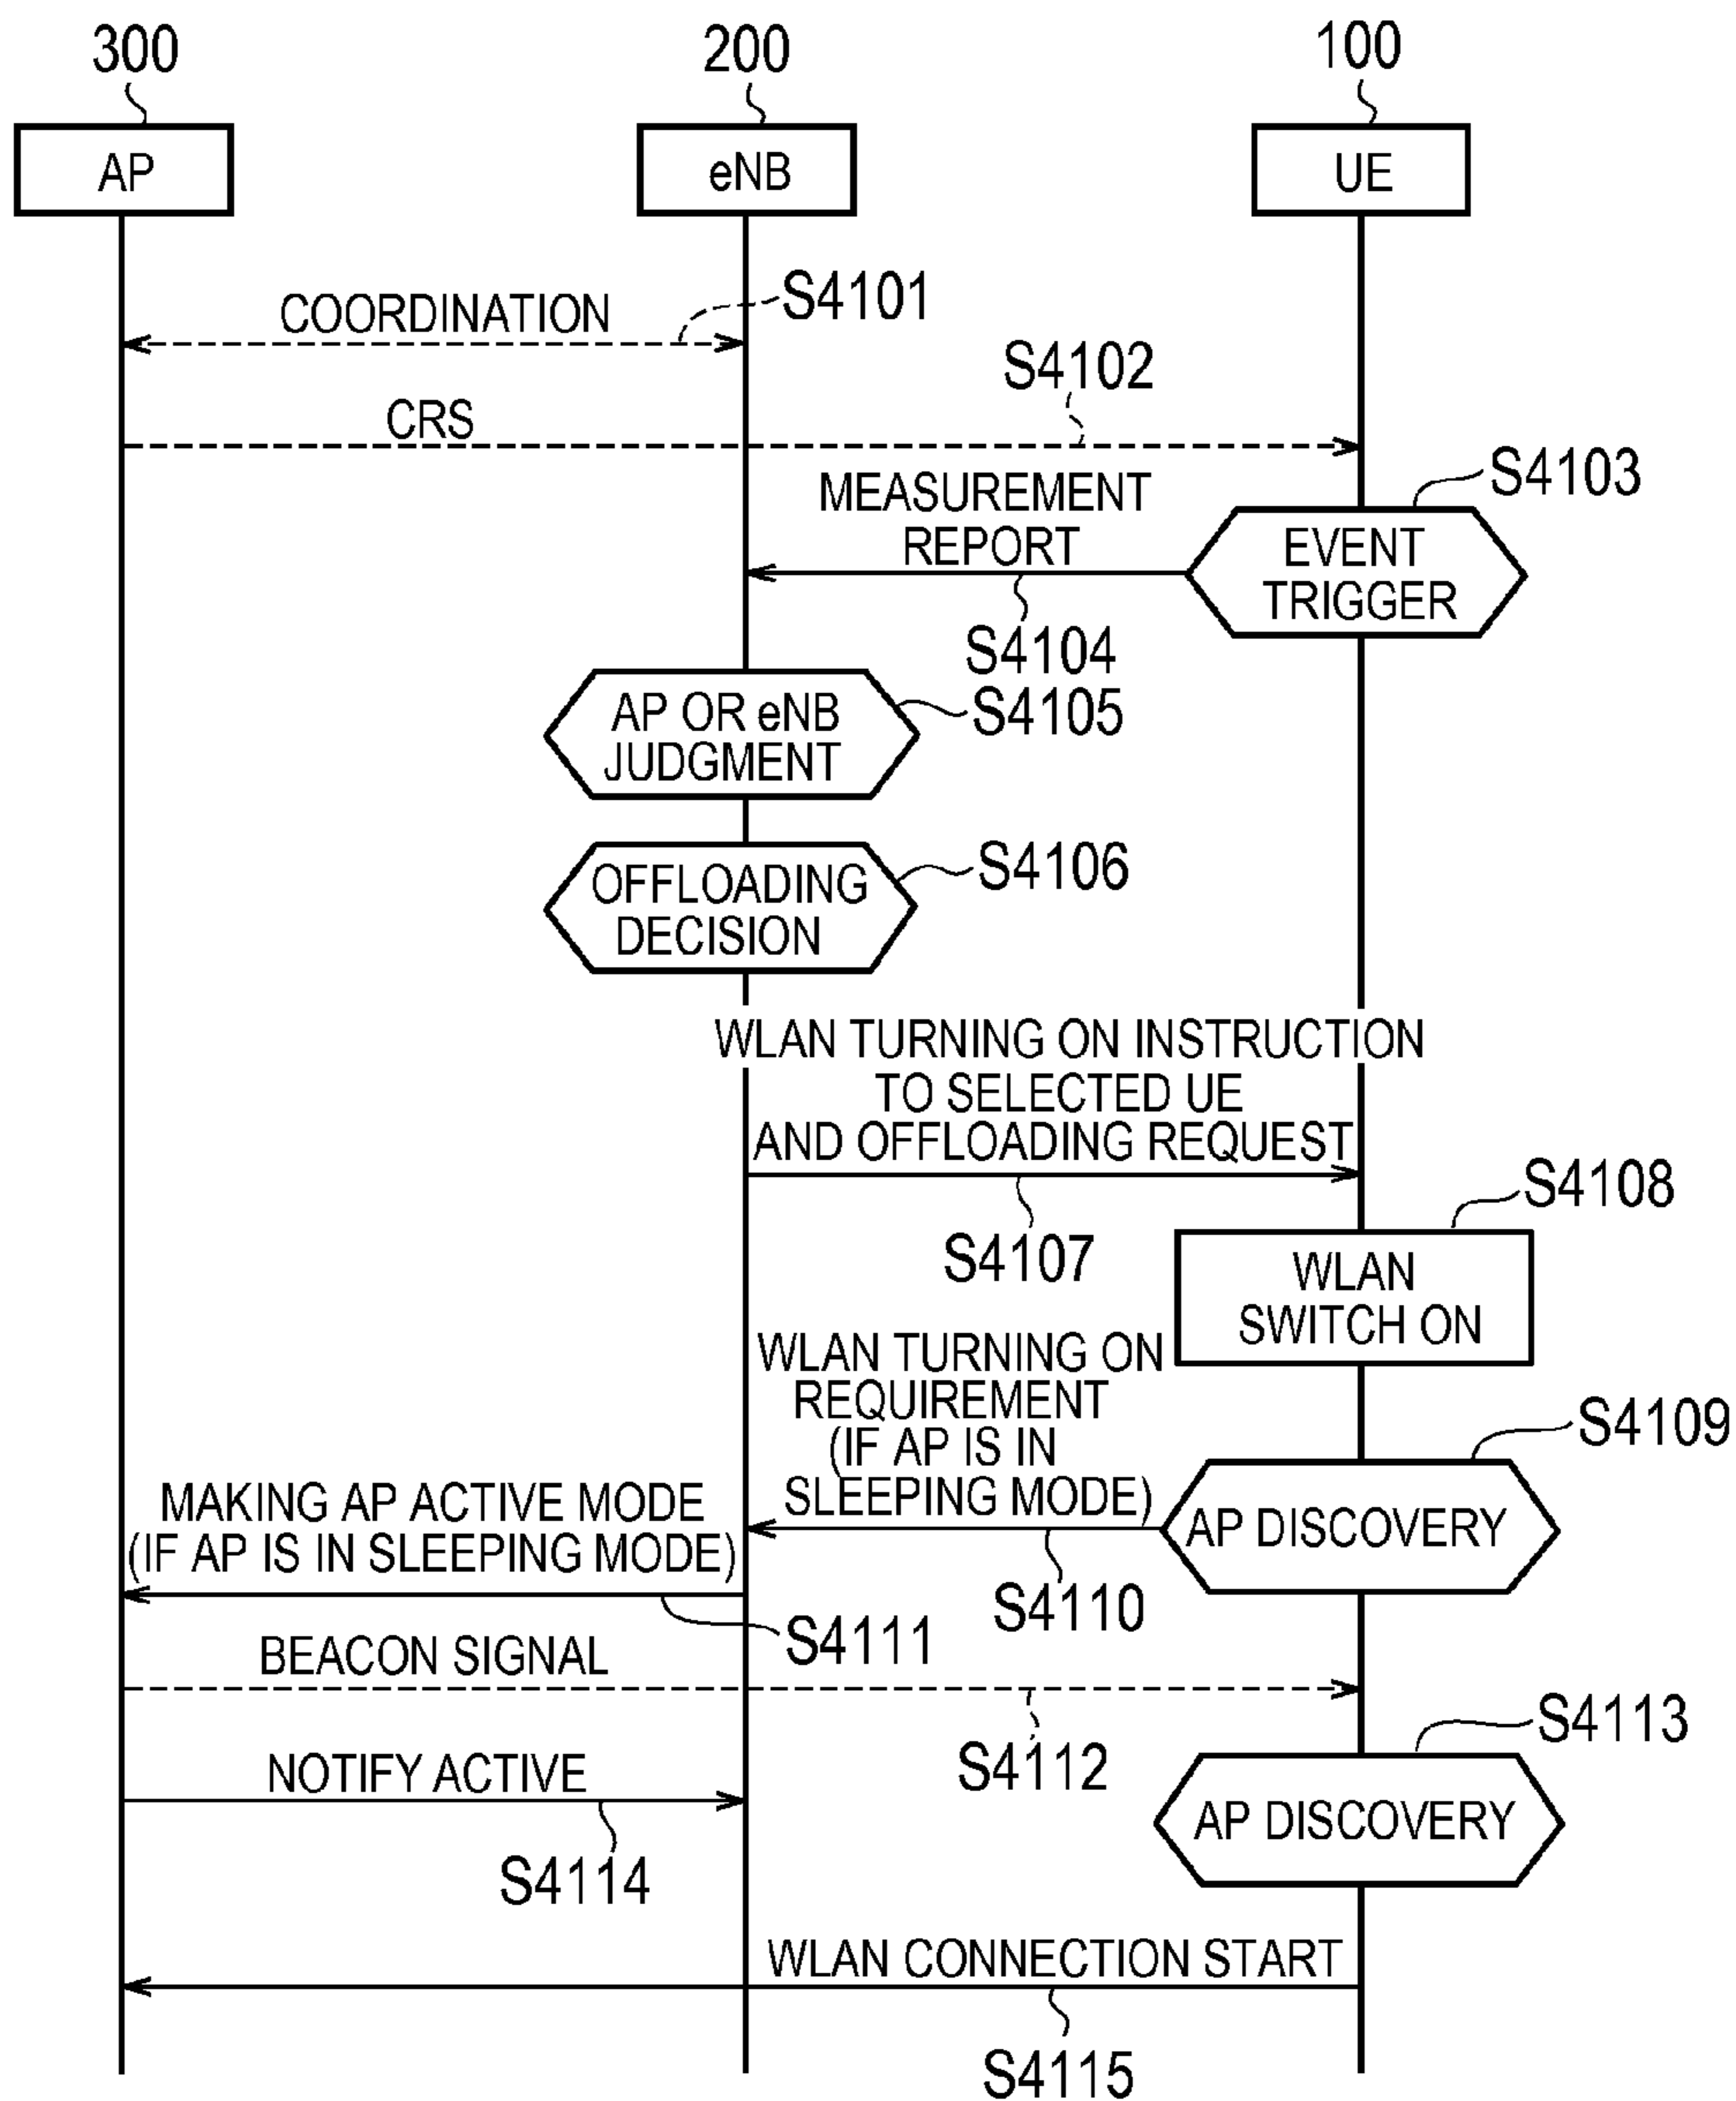 300
200
100
AP
eNB
UE
COORDINATION
S4101
CRS
S4102
S4103
MEASUREMENT
REPORT
EVENT
TRIGGER
S4104
AP OR eNB
JUDGMENT
S4105
OFFLOADING
DECISION
S4106
WLAN TURNING ON INSTRUCTION
TO SELECTED UE
AND OFFLOADING REQUEST
S4107
S4108
WLAN
SWITCH ON
WLAN TURNING ON
REQUIREMENT
(IF AP IS IN
SLEEPING MODE)
S4109
AP DISCOVERY
S4110
MAKING AP ACTIVE MODE
(IF AP IS IN SLEEPING MODE)
S4111
BEACON SIGNAL
S4112
S4113
AP DISCOVERY
NOTIFY ACTIVE
S4114
WLAN CONNECTION START
S4115